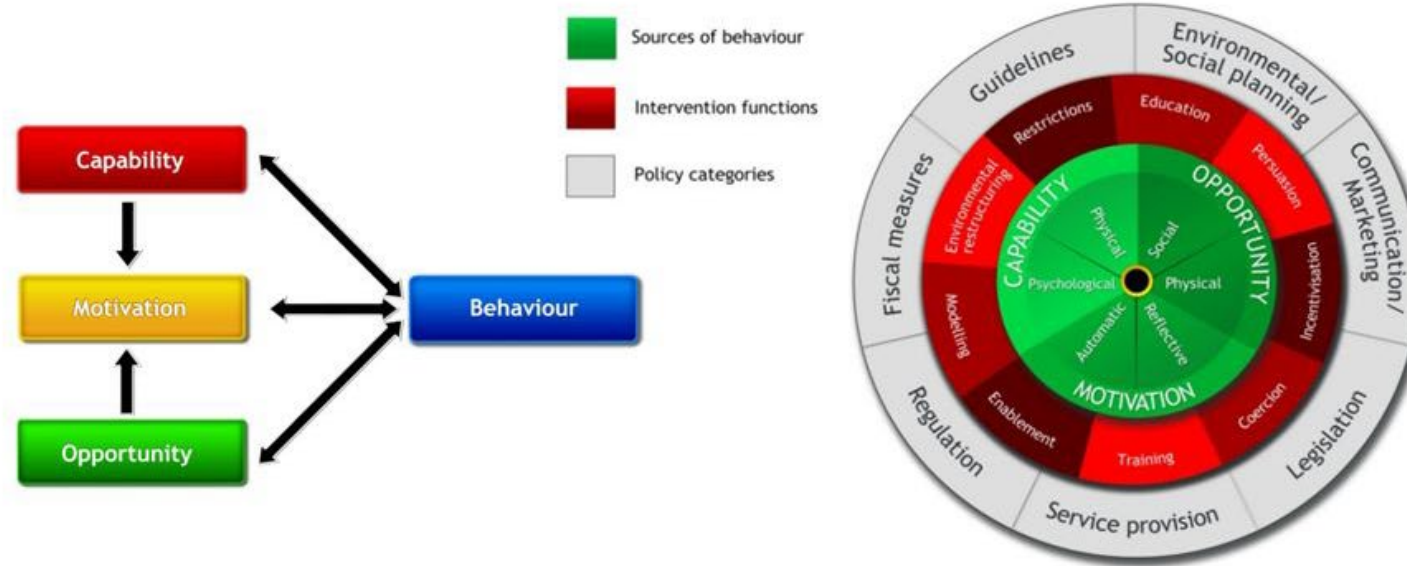 Capability
Motivation
Opportunity
Behaviour
Sources of behaviour
Intervention functions
Policy categories
Guidelines
Environmental/
Social planning
Communication/
Marketing
Legislation
Service provision
Regulation
Fiscal measures
Restrictions
Education
Persuasion
Incentivisation
Coercion
Training
Enablement
Modelling
Environmental
restructuring
CAPABILITY
OPPORTUNITY
MOTIVATION
Physical
Social
Physical
Reflective
Automatic
Psychological